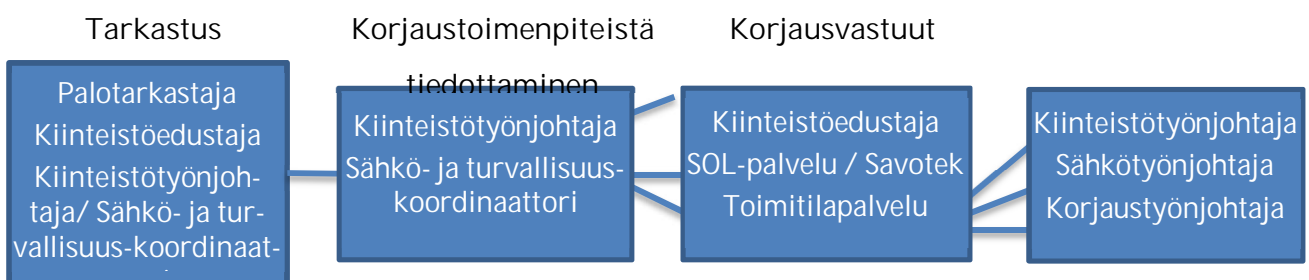 Tarkastus
Korjaustoimenpiteistä
tiedottaminen
Korjausvastuut
Palotarkastaja
Kiinteistöedustaja
Kiinteistötyönjoh-
taja/ Sähkö- ja tur-
vallisuus-koordinaat-
Kiinteistötyönjohtaja
Sähkö- ja turvallisuus-
koordinaattori
Kiinteistöedustaja
SOL-palvelu / Savotek
Toimitilapalvelu
Kiinteistötyönjohtaja
Sähkötyönjohtaja
Korjaustyönjohtaja